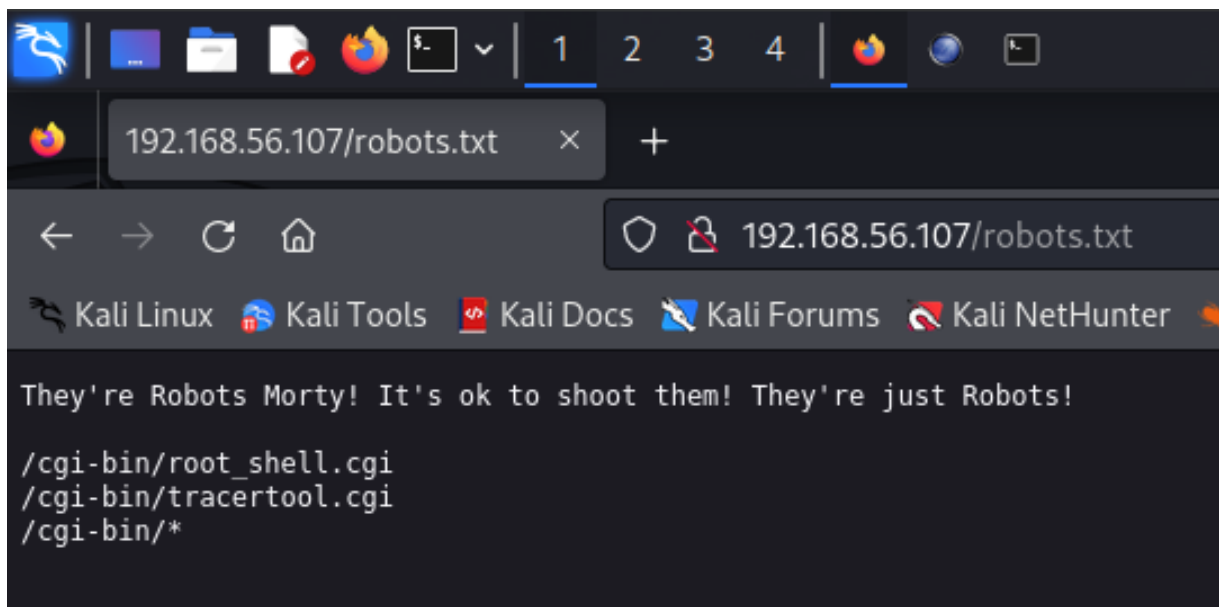 1 2 3 4
192.168.56.107/robots.txt
192.168.56.107/robots.txt
Kali Linux Kali Tools Kali Docs Kali Forums Kali NetHunter
They're Robots Morty! It's ok to shoot them! They're just Robots!
/cgi-bin/root_shell.cgi
/cgi-bin/tracertool.cgi
/cgi-bin/*